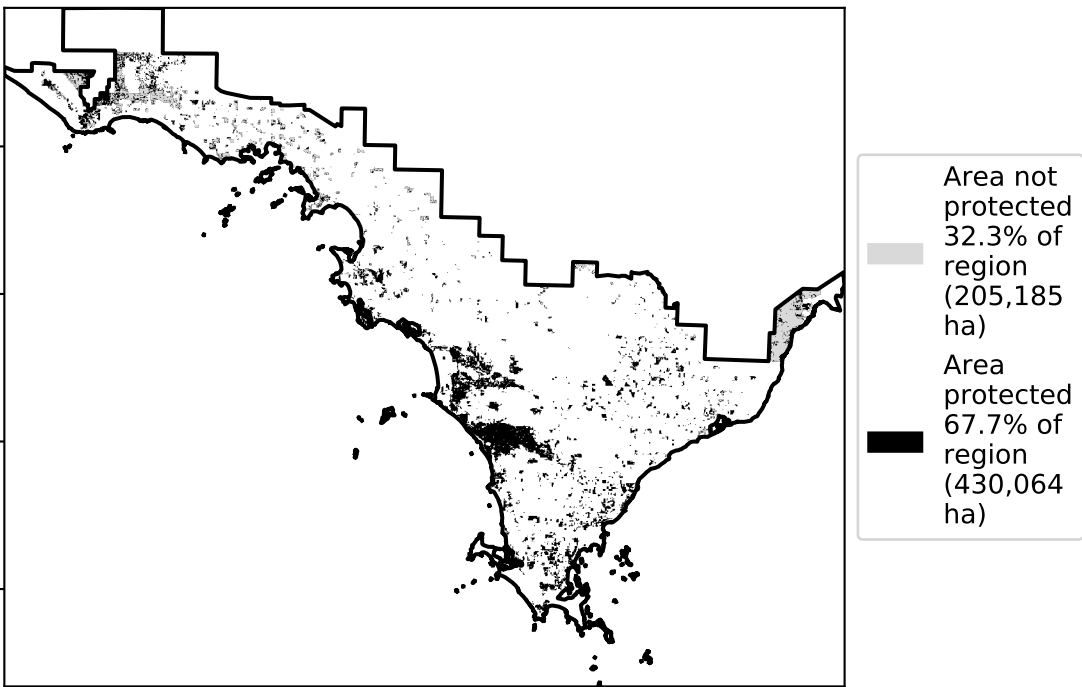 Area not
protected
32.3% of
region
(205,185
ha)
Area
protected
67.7% of
region
(430,064
ha)